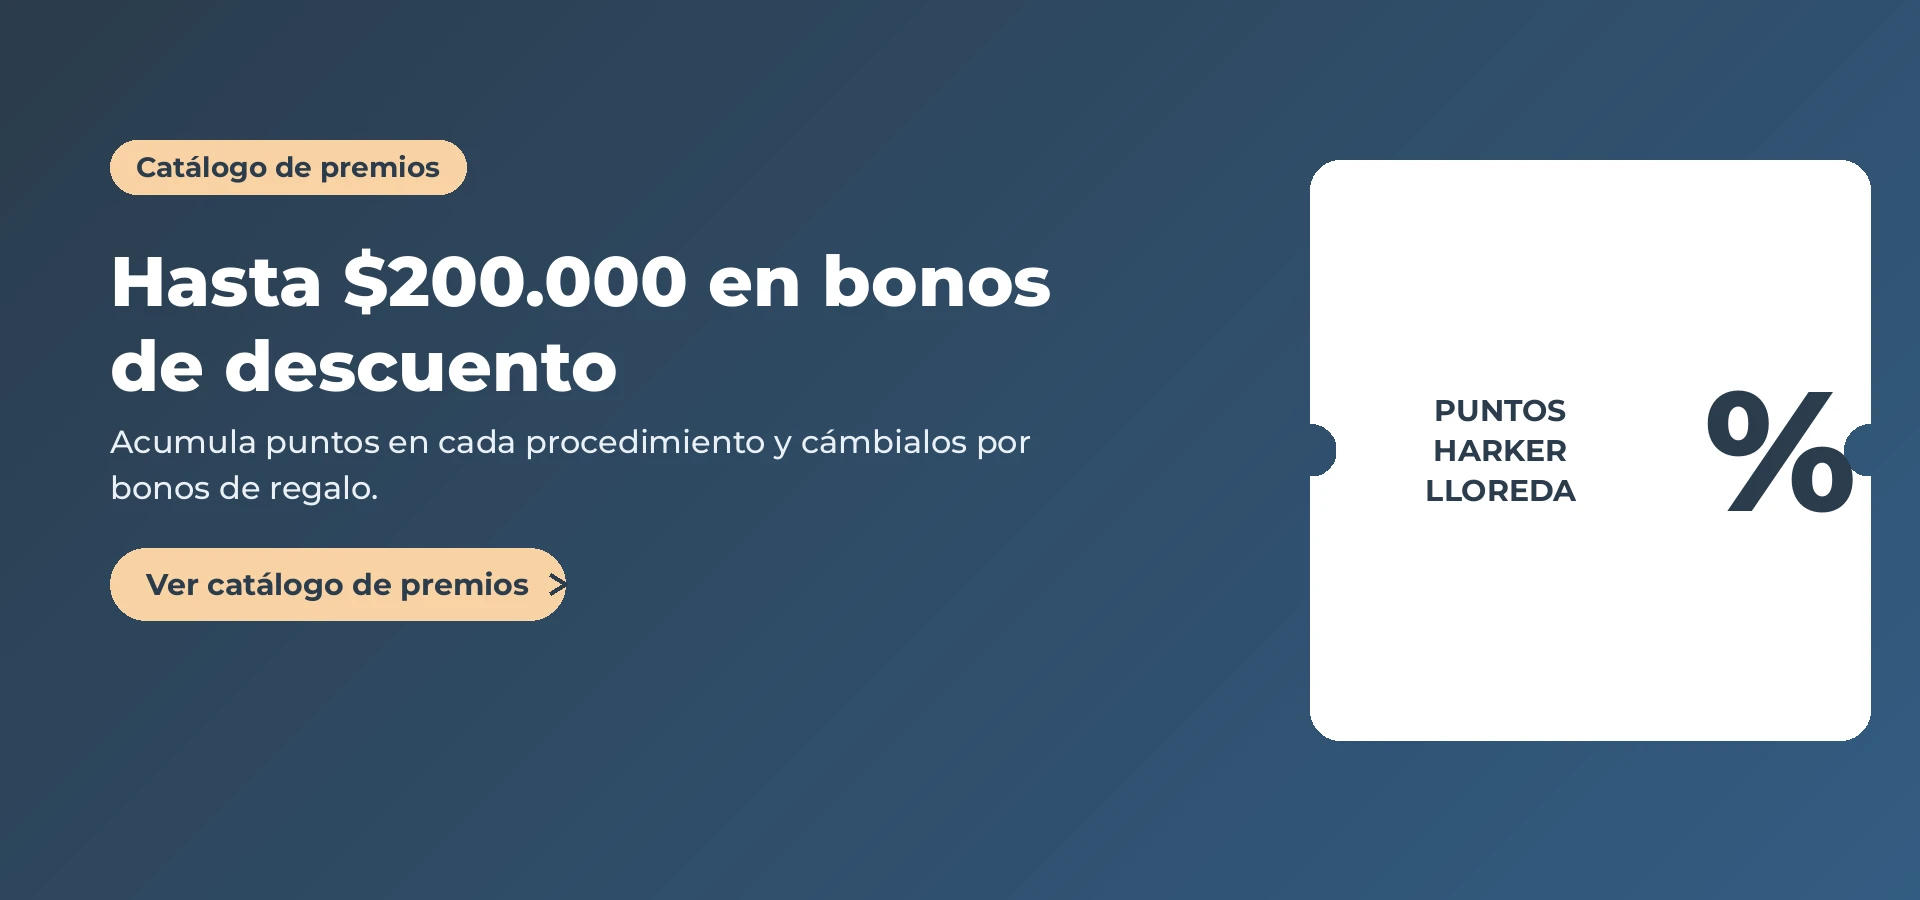 Catálogo de premios
Hasta $200.000 en bonos
de descuento
Acumula puntos en cada procedimiento y cámbialos por
bonos de regalo.
Ver catálogo de premios >
PUNTOS
HARKER
LLOREDA
%